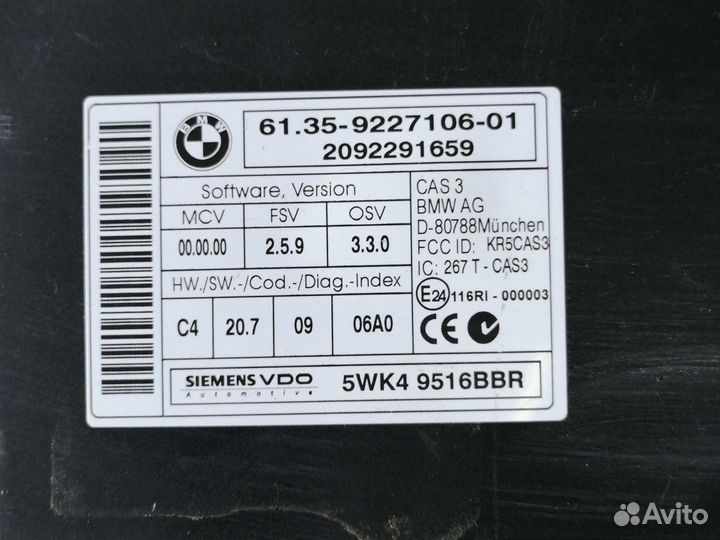 BMW
61.35-9227106-01
2092291659
Software, Version
MCV FSV OSV
00.00.00 2.5.9 3.3.0
HW./SW.-/Cod.-/Diag.-Index
C4 20.7 09 06A0
CAS 3
BMW AG
D-80788München
FCC ID: KR5CAS3
IC: 267 T - CAS3
E24 116RI - 000003
CE
SIEMENS VDO
Automotive
5WK4 9516BBR
Avito